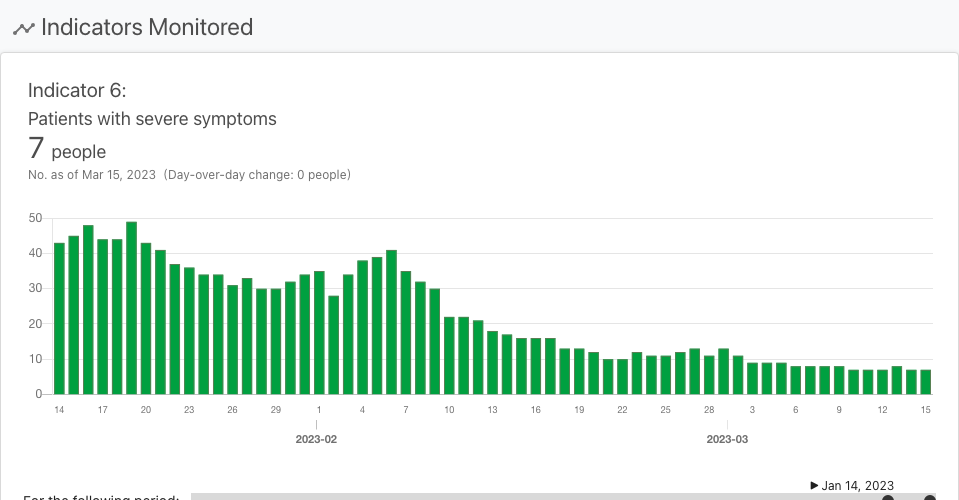 Indicators Monitored
Indicator 6:
Patients with severe symptoms
7 people
No. as of Mar 15, 2023 (Day-over-day change: 0 people)
50
40
30
20
10
0
14 17 20 23 26 29 1 4 7 10 13 16 19 22 25 28 3 6 9 12 15
2023-02 2023-03
Jan 14, 2023
For the following period: